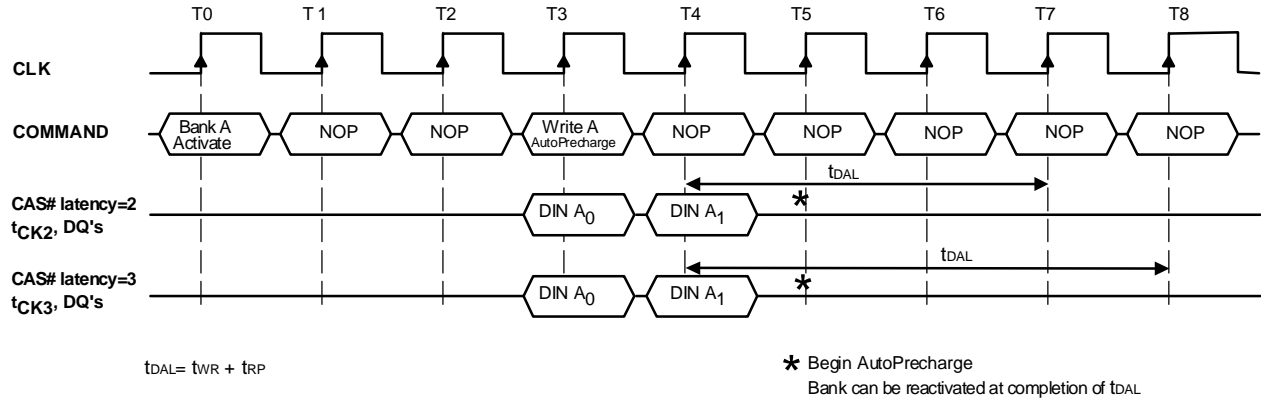 T0 T1 T2 T3 T4 T5 T6 T7 T8
CLK
COMMAND
Bank A Activate NOP NOP Write A AutoPrecharge NOP NOP NOP NOP NOP
tDAL
CAS# latency=2
tCK2, DQ's
DIN A0 DIN A1 *
tDAL
CAS# latency=3
tCK3, DQ's
DIN A0 DIN A1 *
tDAL= tWR + tRP
* Begin AutoPrecharge
Bank can be reactivated at completion of tDAL